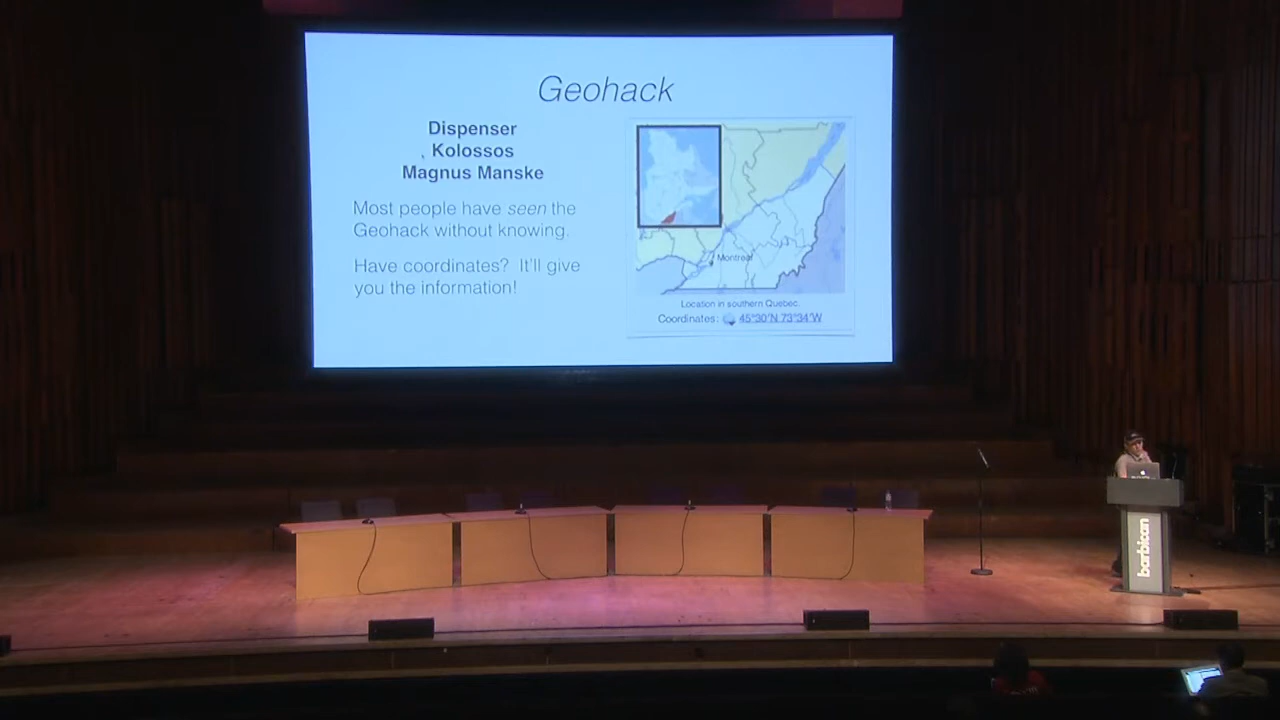 Geohack
Dispenser
Kolossos
Magnus Manske
Most people have seen the
Geohack without knowing.
Have coordinates? It'll give
you the information!
Montreal
Location in southern Quebec.
Coordinates: 45°30′N 73°34′W
barbican